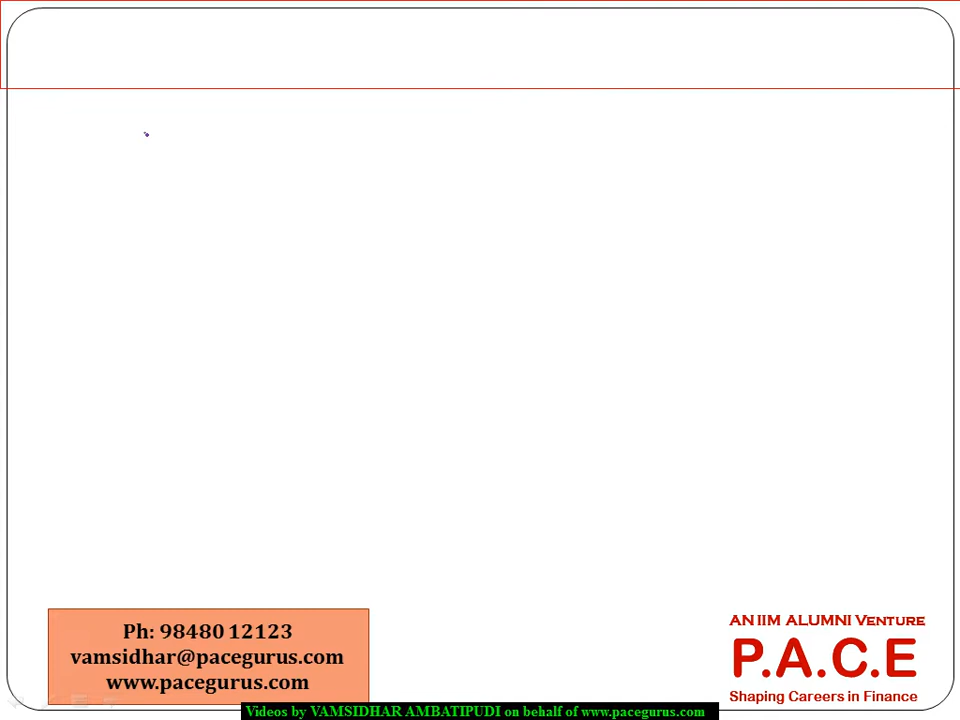 Ph: 98480 12123
vamsidhar@pacegurus.com
www.pacegurus.com
AN IIM ALUMNI VENTURE
P.A.C.E
Shaping Careers in Finance
Videos by VAMSIDHAR AMBATIPUDI on behalf of www.pacegurus.com